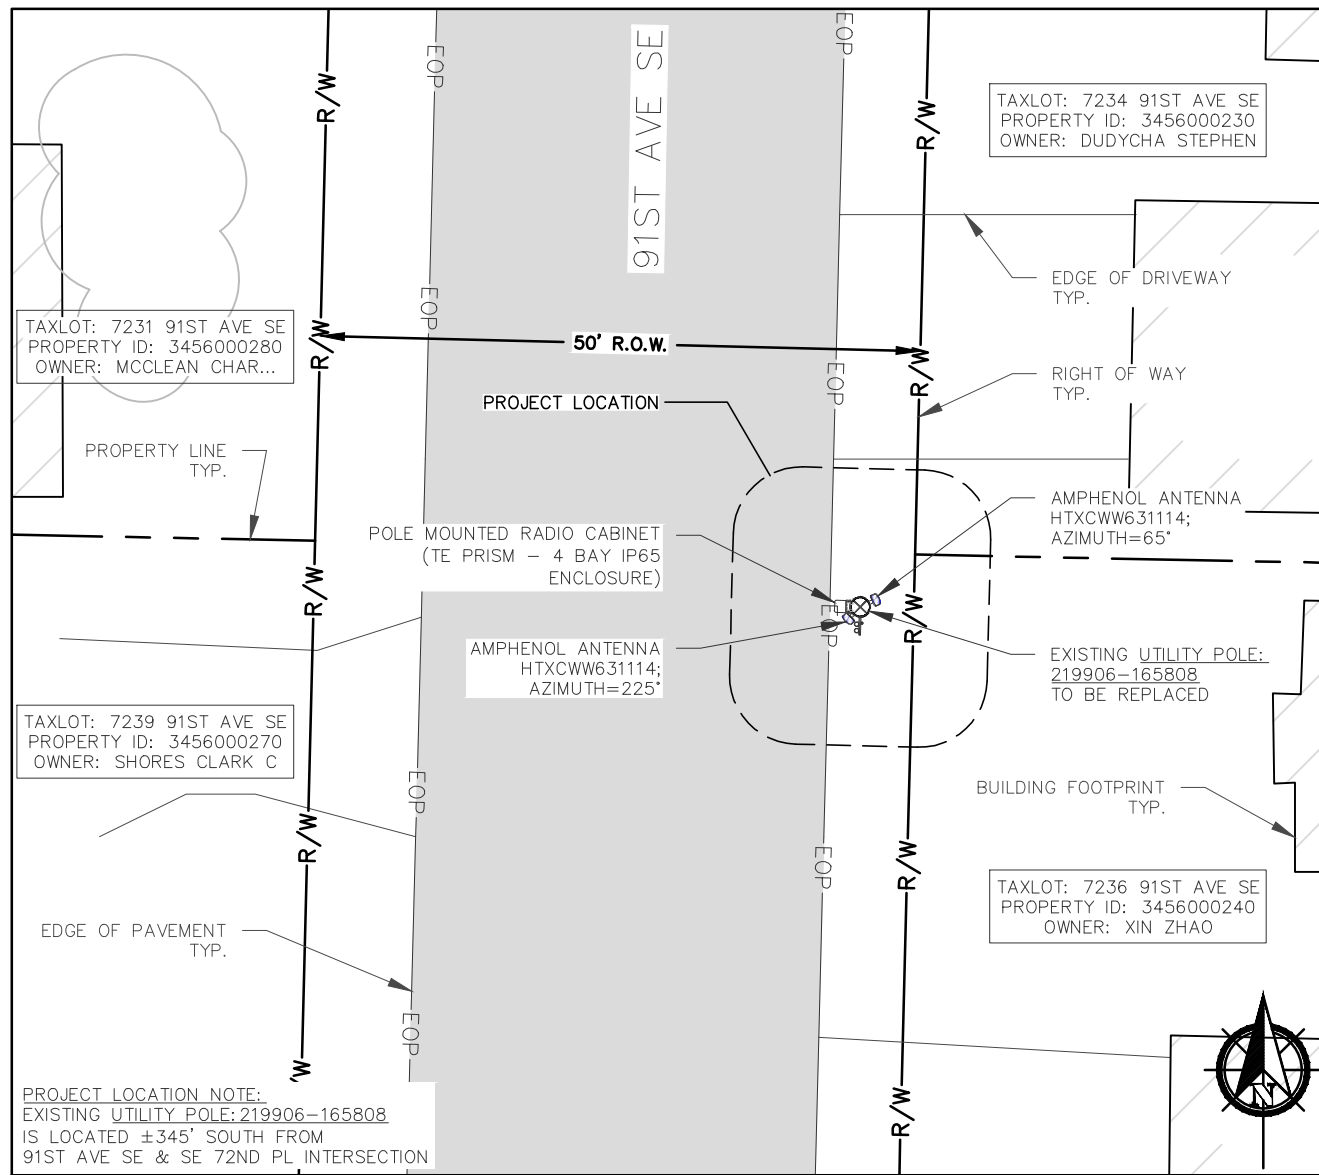 91ST AVE SE
EOP
EOP
R/W
R/W
TAXLOT: 7234 91ST AVE SE
PROPERTY ID: 3456000230
OWNER: DUDYCHA STEPHEN
EDGE OF DRIVEWAY
TYP.
EOP
TAXLOT: 7231 91ST AVE SE
PROPERTY ID: 3456000280
OWNER: MCCLEAN CHAR...
R/W
50' R.O.W.
R/W
EOP
RIGHT OF WAY
TYP.
PROJECT LOCATION
PROPERTY LINE
TYP.
AMPHENOL ANTENNA
HTXCWW631114;
AZIMUTH=65°
POLE MOUNTED RADIO CABINET
(TE PRISM – 4 BAY IP65
ENCLOSURE)
R/W
EOP
R/W
AMPHENOL ANTENNA
HTXCWW631114;
AZIMUTH=225°
EXISTING UTILITY POLE:
219906–165808
TO BE REPLACED
TAXLOT: 7239 91ST AVE SE
PROPERTY ID: 3456000270
OWNER: SHORES CLARK C
EOP
BUILDING FOOTPRINT
TYP.
R/W
EOP
R/W
TAXLOT: 7236 91ST AVE SE
PROPERTY ID: 3456000240
OWNER: XIN ZHAO
EDGE OF PAVEMENT
TYP.
EOP
W
R/W
N
PROJECT LOCATION NOTE:
EXISTING UTILITY POLE: 219906–165808
IS LOCATED ±345' SOUTH FROM
91ST AVE SE & SE 72ND PL INTERSECTION